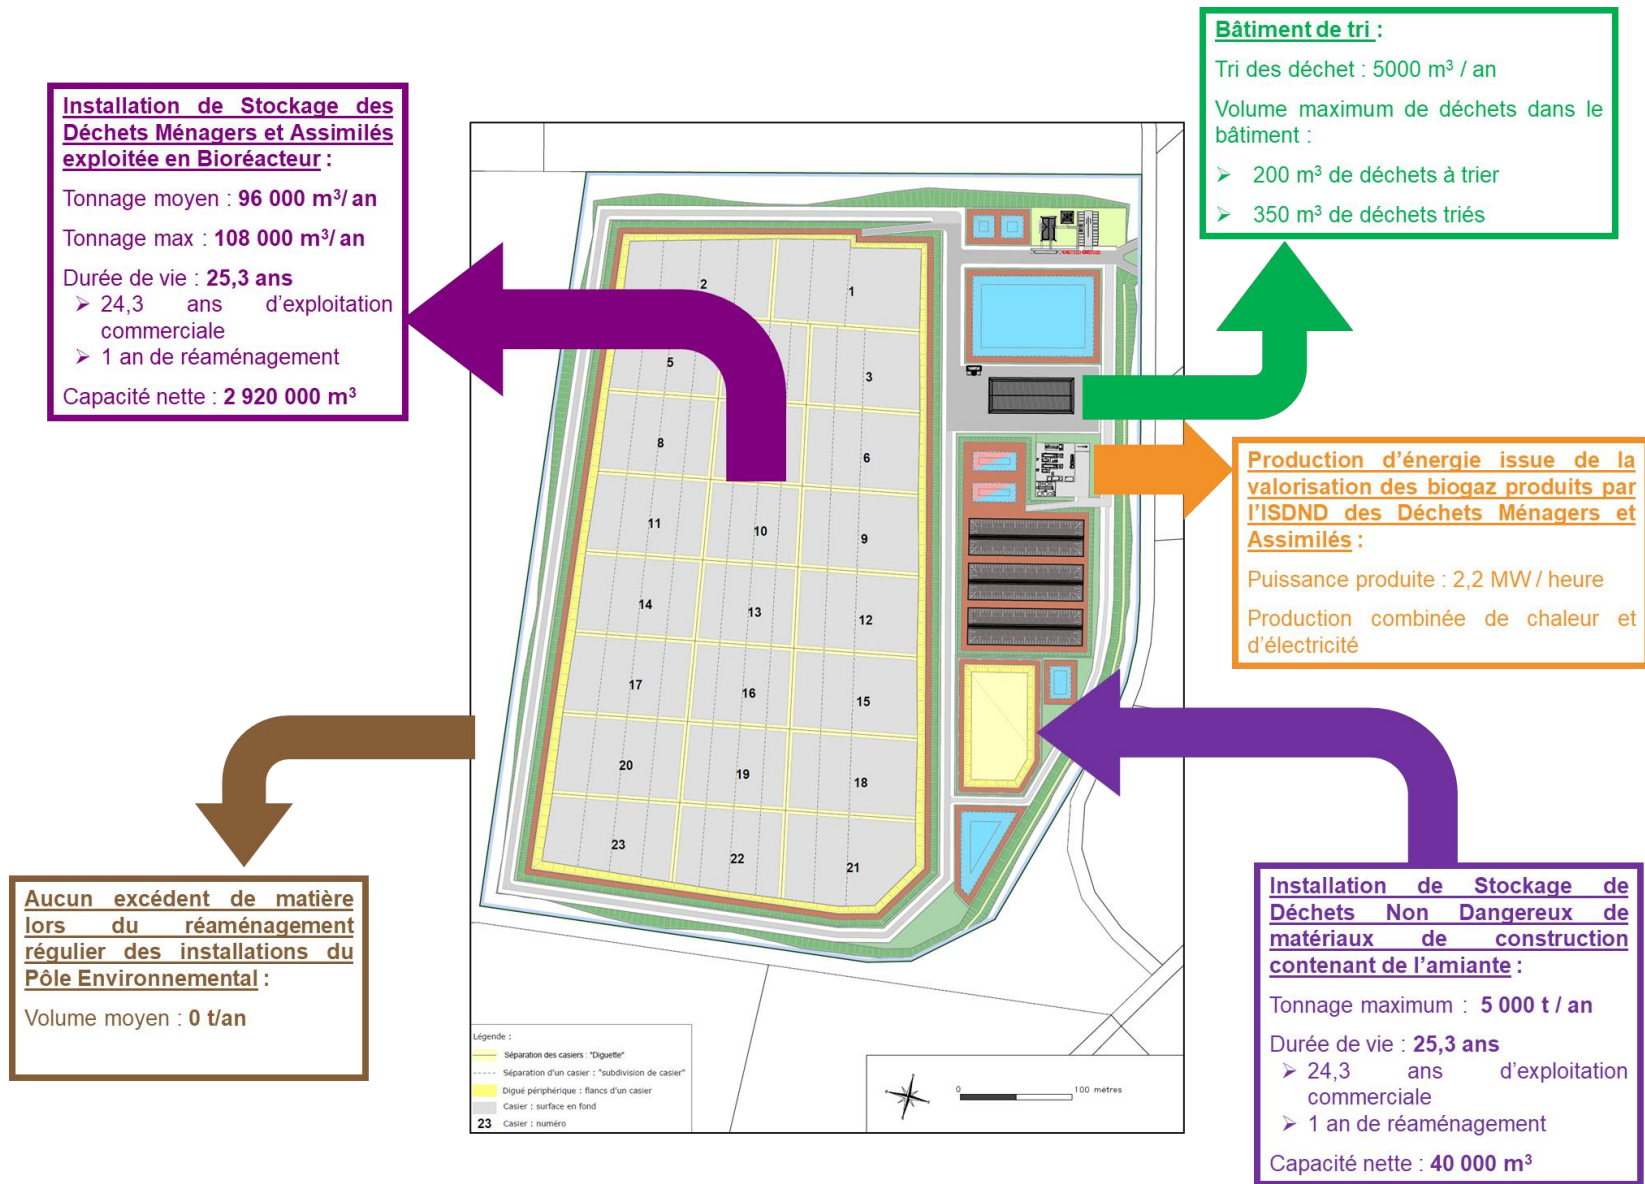 Bâtiment de tri :
Tri des déchet : 5000 m³ / an
Volume maximum de déchets dans le
bâtiment :
➢ 200 m³ de déchets à trier
➢ 350 m³ de déchets triés
Installation de Stockage des
Déchets Ménagers et Assimilés
exploitée en Bioréacteur :
Tonnage moyen : 96 000 m³/ an
Tonnage max : 108 000 m³/ an
Durée de vie : 25,3 ans
➢ 24,3 ans d'exploitation
commerciale
➢ 1 an de réaménagement
Capacité nette : 2 920 000 m³
2
1
5
3
8
6
11
10
9
14
13
12
17
16
15
20
19
18
23
22
21
Production d'énergie issue de la
valorisation des biogaz produits par
l'ISDND des Déchets Ménagers et
Assimilés :
Puissance produite : 2,2 MW / heure
Production combinée de chaleur et
d'électricité
Aucun excédent de matière
lors du réaménagement
régulier des installations du
Pôle Environnemental :
Volume moyen : 0 t/an
Installation de Stockage de
Déchets Non Dangereux de
matériaux de construction
contenant de l'amiante :
Tonnage maximum : 5 000 t / an
Durée de vie : 25,3 ans
➢ 24,3 ans d'exploitation
commerciale
➢ 1 an de réaménagement
Capacité nette : 40 000 m³
Légende :
Séparation des casiers : "Diguette"
Séparation d'un casier : "subdivision de casier"
Digué périphérique : flancs d'un casier
Casier : surface en fond
23 Casier : numéro
0 100 mètres